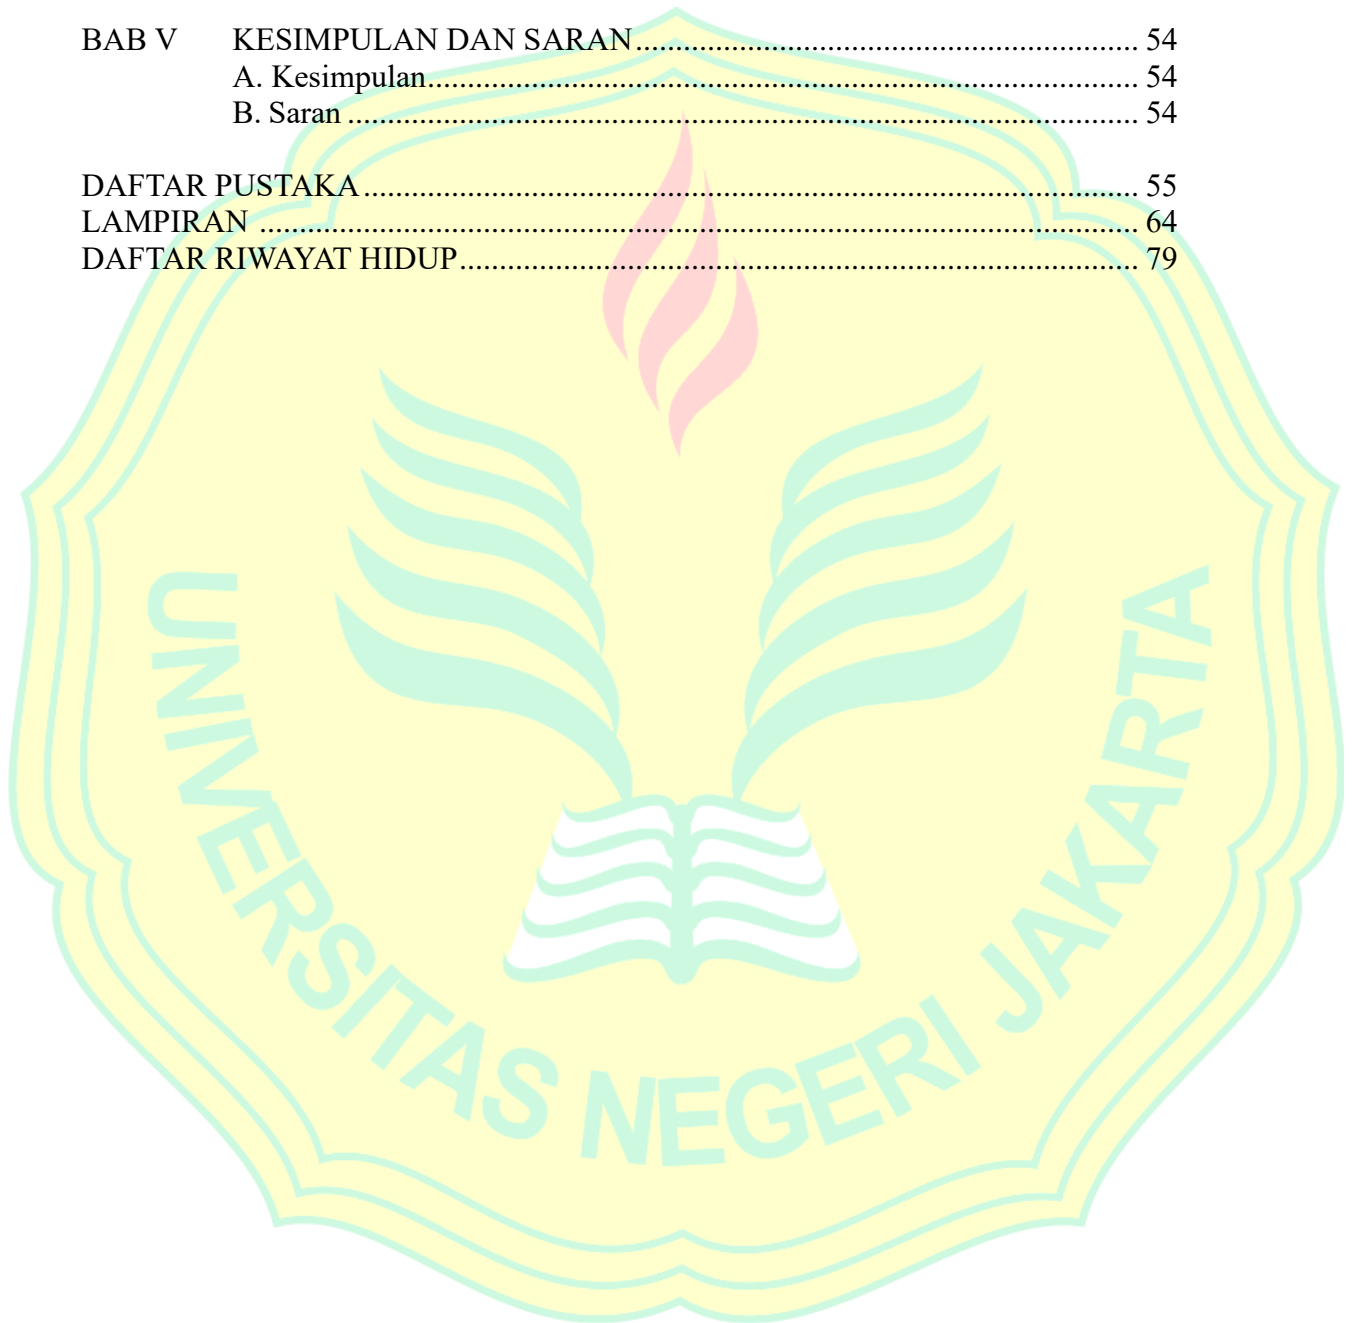 BAB V KESIMPULAN DAN SARAN.............................................................. 54
A. Kesimpulan....................................................................................... 54
B. Saran ................................................................................................. 54
DAFTAR PUSTAKA............................................................................................... 55
LAMPIRAN ............................................................................................................ 64
DAFTAR RIWAYAT HIDUP................................................................................... 79
UNIVERSITAS NEGERI JAKARTA